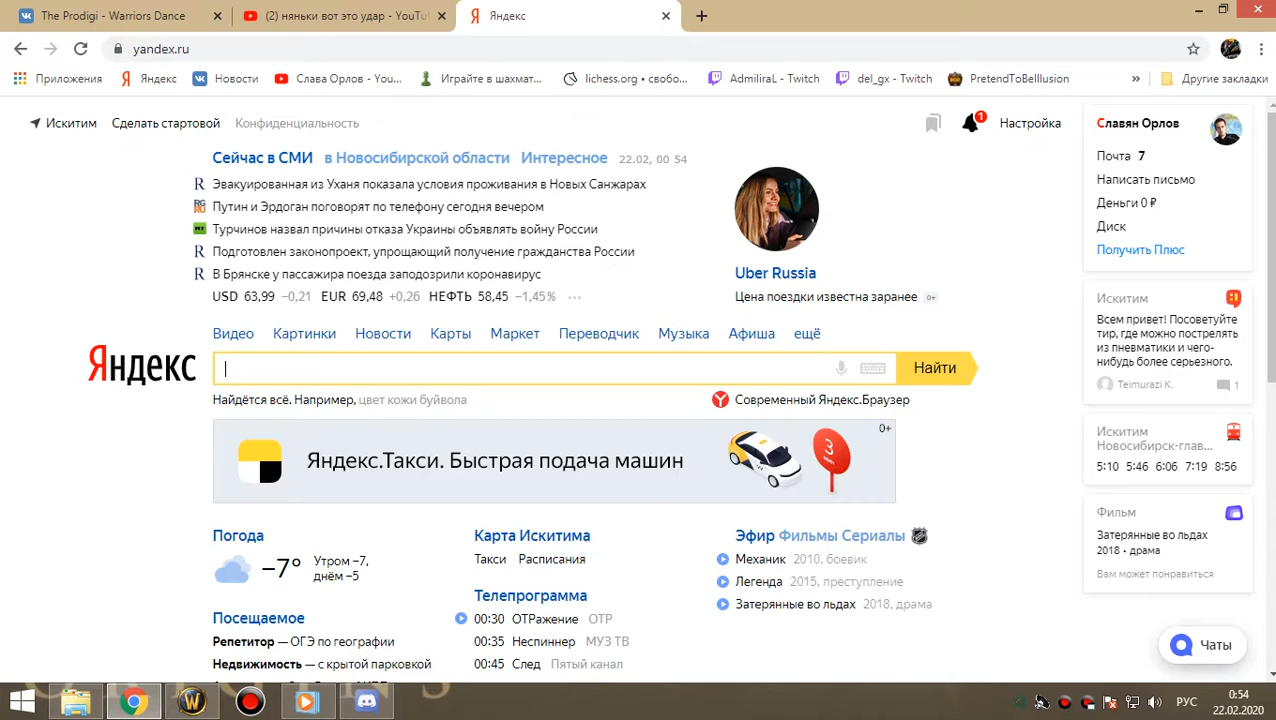 The Prodigi - Warriors Dance
(2) няньки вот это удар - YouTu
Яндекс
yandex.ru
Приложения
Яндекс
Новости
Слава Орлов - You...
Играйте в шахмат...
lichess.org • свобо...
AdmiraL - Twitch
del_gx - Twitch
PretendToBeIllusion
»
Другие закладки
Искитим
Сделать стартовой
Конфиденциальность
1
Настройка
Сейчас в СМИ в Новосибирской области Интересное 22.02, 00 54
Эвакуированная из Уханя показала условия проживания в Новых Санжарах
Путин и Эрдоган поговорят по телефону сегодня вечером
Турчинов назвал причины отказа Украины объявлять войну России
Подготовлен законопроект, упрощающий получение гражданства России
В Брянске у пассажира поезда заподозрили коронавирус
USD 63,99 −0,21 EUR 69,48 +0,26 НЕФТЬ 58,45 −1,45% ...
Uber Russia
Цена поездки известна заранее 0+
Видео Картинки Новости Карты Маркет Переводчик Музыка Афиша ещё
Яндекс
Найти
Найдётся всё. Например, цвет кожи буйвола
Современный Яндекс.Браузер
Яндекс.Такси. Быстрая подача машин
3
0+
Погода
−7°
Утром −7,
днём −5
Посещаемое
Репетитор — ОГЭ по географии
Недвижимость — с крытой парковкой
Карта Искитима
Такси Расписания
Телепрограмма
00:30 ОТРажение ОТР
00:35 Неспиннер МУЗ ТВ
00:45 След Пятый канал
Эфир Фильмы Сериалы
Механик 2010, боевик
Легенда 2015, преступление
Затерянные во льдах 2018, драма
Славян Орлов
Почта 7
Написать письмо
Деньги 0 ₽
Диск
Получить Плюс
Искитим
Всем привет! Посоветуйте
тир, где можно пострелять
из пневматики и чего-
нибудь более серьезного.
Teimurazi K.
1
Искитим
Новосибирск-глав...
5:10 5:46 6:06 7:19 8:56
Фильм
Затерянные во льдах
2018 • драма
Вам может понравиться
Чаты
РУС
0:54
22.02.2020